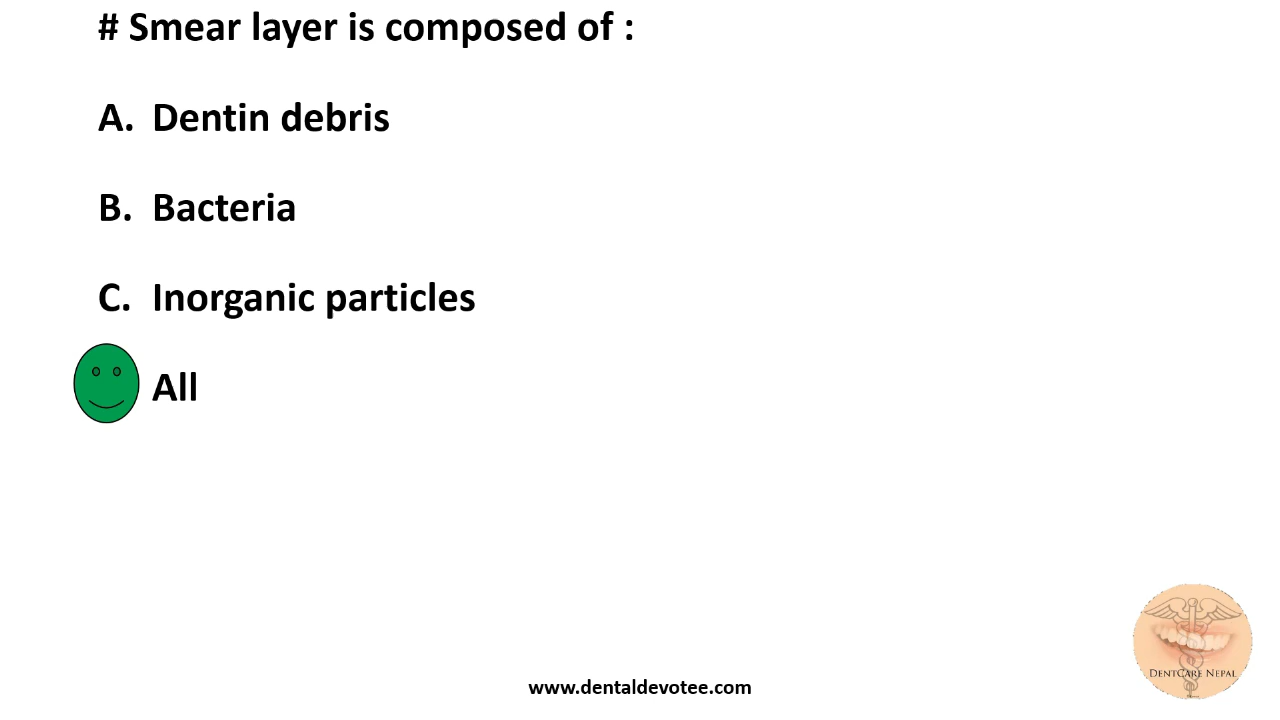 # Smear layer is composed of :
A. Dentin debris
B. Bacteria
C. Inorganic particles
All
DentCare Nepal
www.dentaldevotee.com